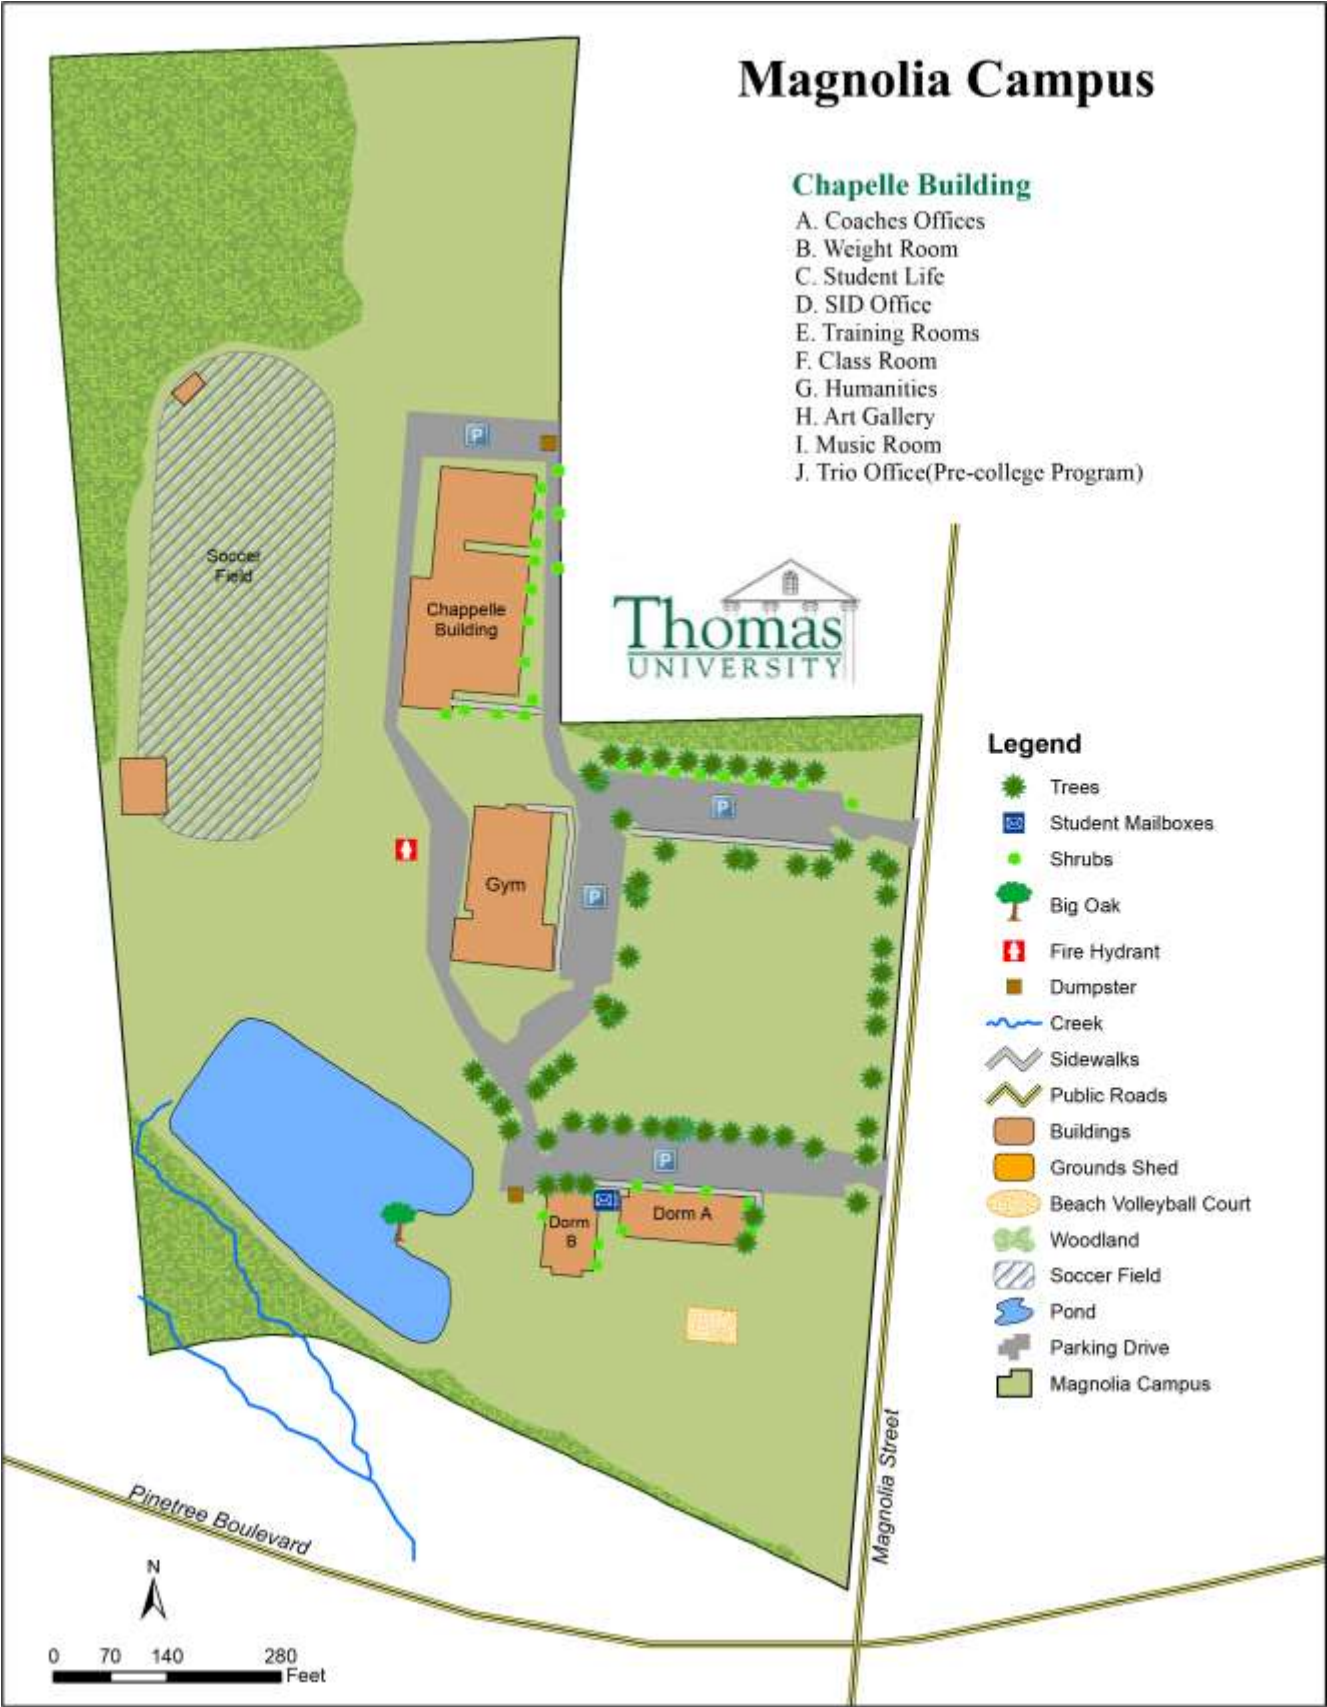 Magnolia Campus
Chapelle Building
A. Coaches Offices
B. Weight Room
C. Student Life
D. SID Office
E. Training Rooms
F. Class Room
G. Humanities
H. Art Gallery
I. Music Room
J. Trio Office(Pre-college Program)
P
Soccer
Field
Chappelle
Building
Thomas
UNIVERSITY
P
Gym
P
P
Dorm
B
Dorm A
Legend
Trees
Student Mailboxes
Shrubs
Big Oak
Fire Hydrant
Dumpster
Creek
Sidewalks
Public Roads
Buildings
Grounds Shed
Beach Volleyball Court
Woodland
Soccer Field
Pond
Parking Drive
Magnolia Campus
Magnolia Street
Pinetree Boulevard
N
0 70 140 280
Feet